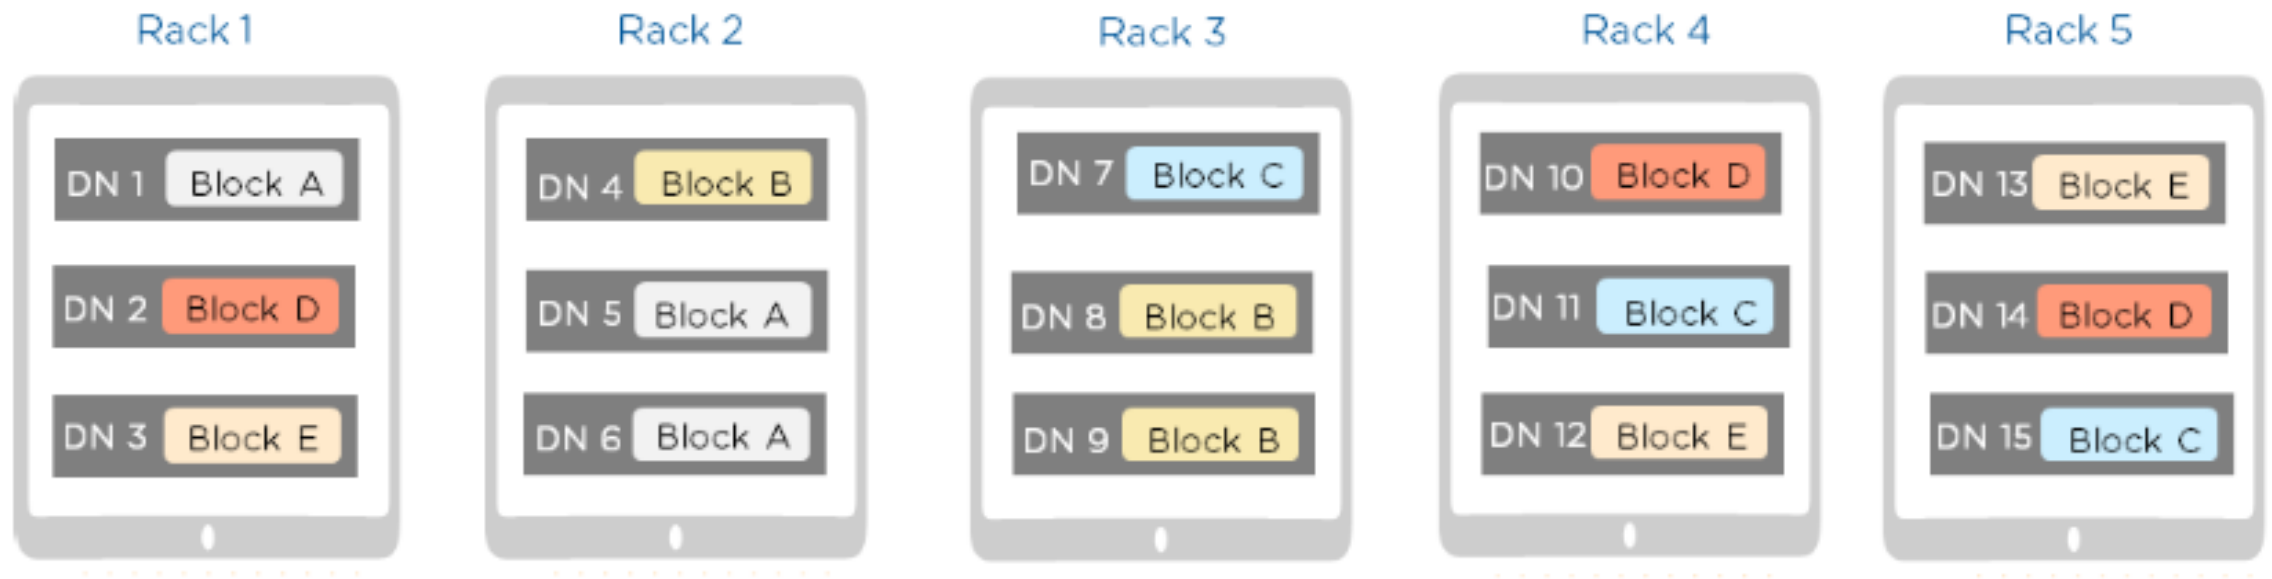 Rack 1
DN 1 Block A
DN 2 Block D
DN 3 Block E
Rack 2
DN 4 Block B
DN 5 Block A
DN 6 Block A
Rack 3
DN 7 Block C
DN 8 Block B
DN 9 Block B
Rack 4
DN 10 Block D
DN 11 Block C
DN 12 Block E
Rack 5
DN 13 Block E
DN 14 Block D
DN 15 Block C